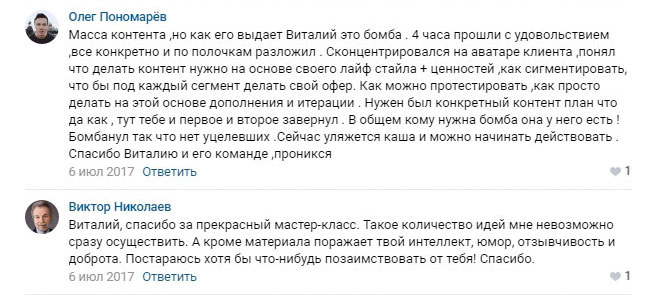 Олег Пономарёв
Масса контента ,но как его выдает Виталий это бомба . 4 часа прошли с удовольствием
,все конкретно и по полочкам разложил . Сконцентрировался на аватаре клиента ,понял
что делать контент нужно на основе своего лайф стайла + ценностей ,как сигментировать,
что бы под каждый сегмент делать свой офер. Как можно протестировать ,как просто
делать на этой основе дополнения и итерации . Нужен был конкретный контент план что
да как , тут тебе и первое и второе завернул . В общем кому нужна бомба она у него есть !
Бомбанул так что нет уцелевших .Сейчас уляжется каша и можно начинать действовать .
Спасибо Виталию и его команде ,проникся
6 июл 2017 Ответить 1
Виктор Николаев
Виталий, спасибо за прекрасный мастер-класс. Такое количество идей мне невозможно
сразу осуществить. А кроме материала поражает твой интеллект, юмор, отзывчивость и
доброта. Постараюсь хотя бы что-нибудь позаимствовать от тебя! Спасибо.
6 июл 2017 Ответить 1